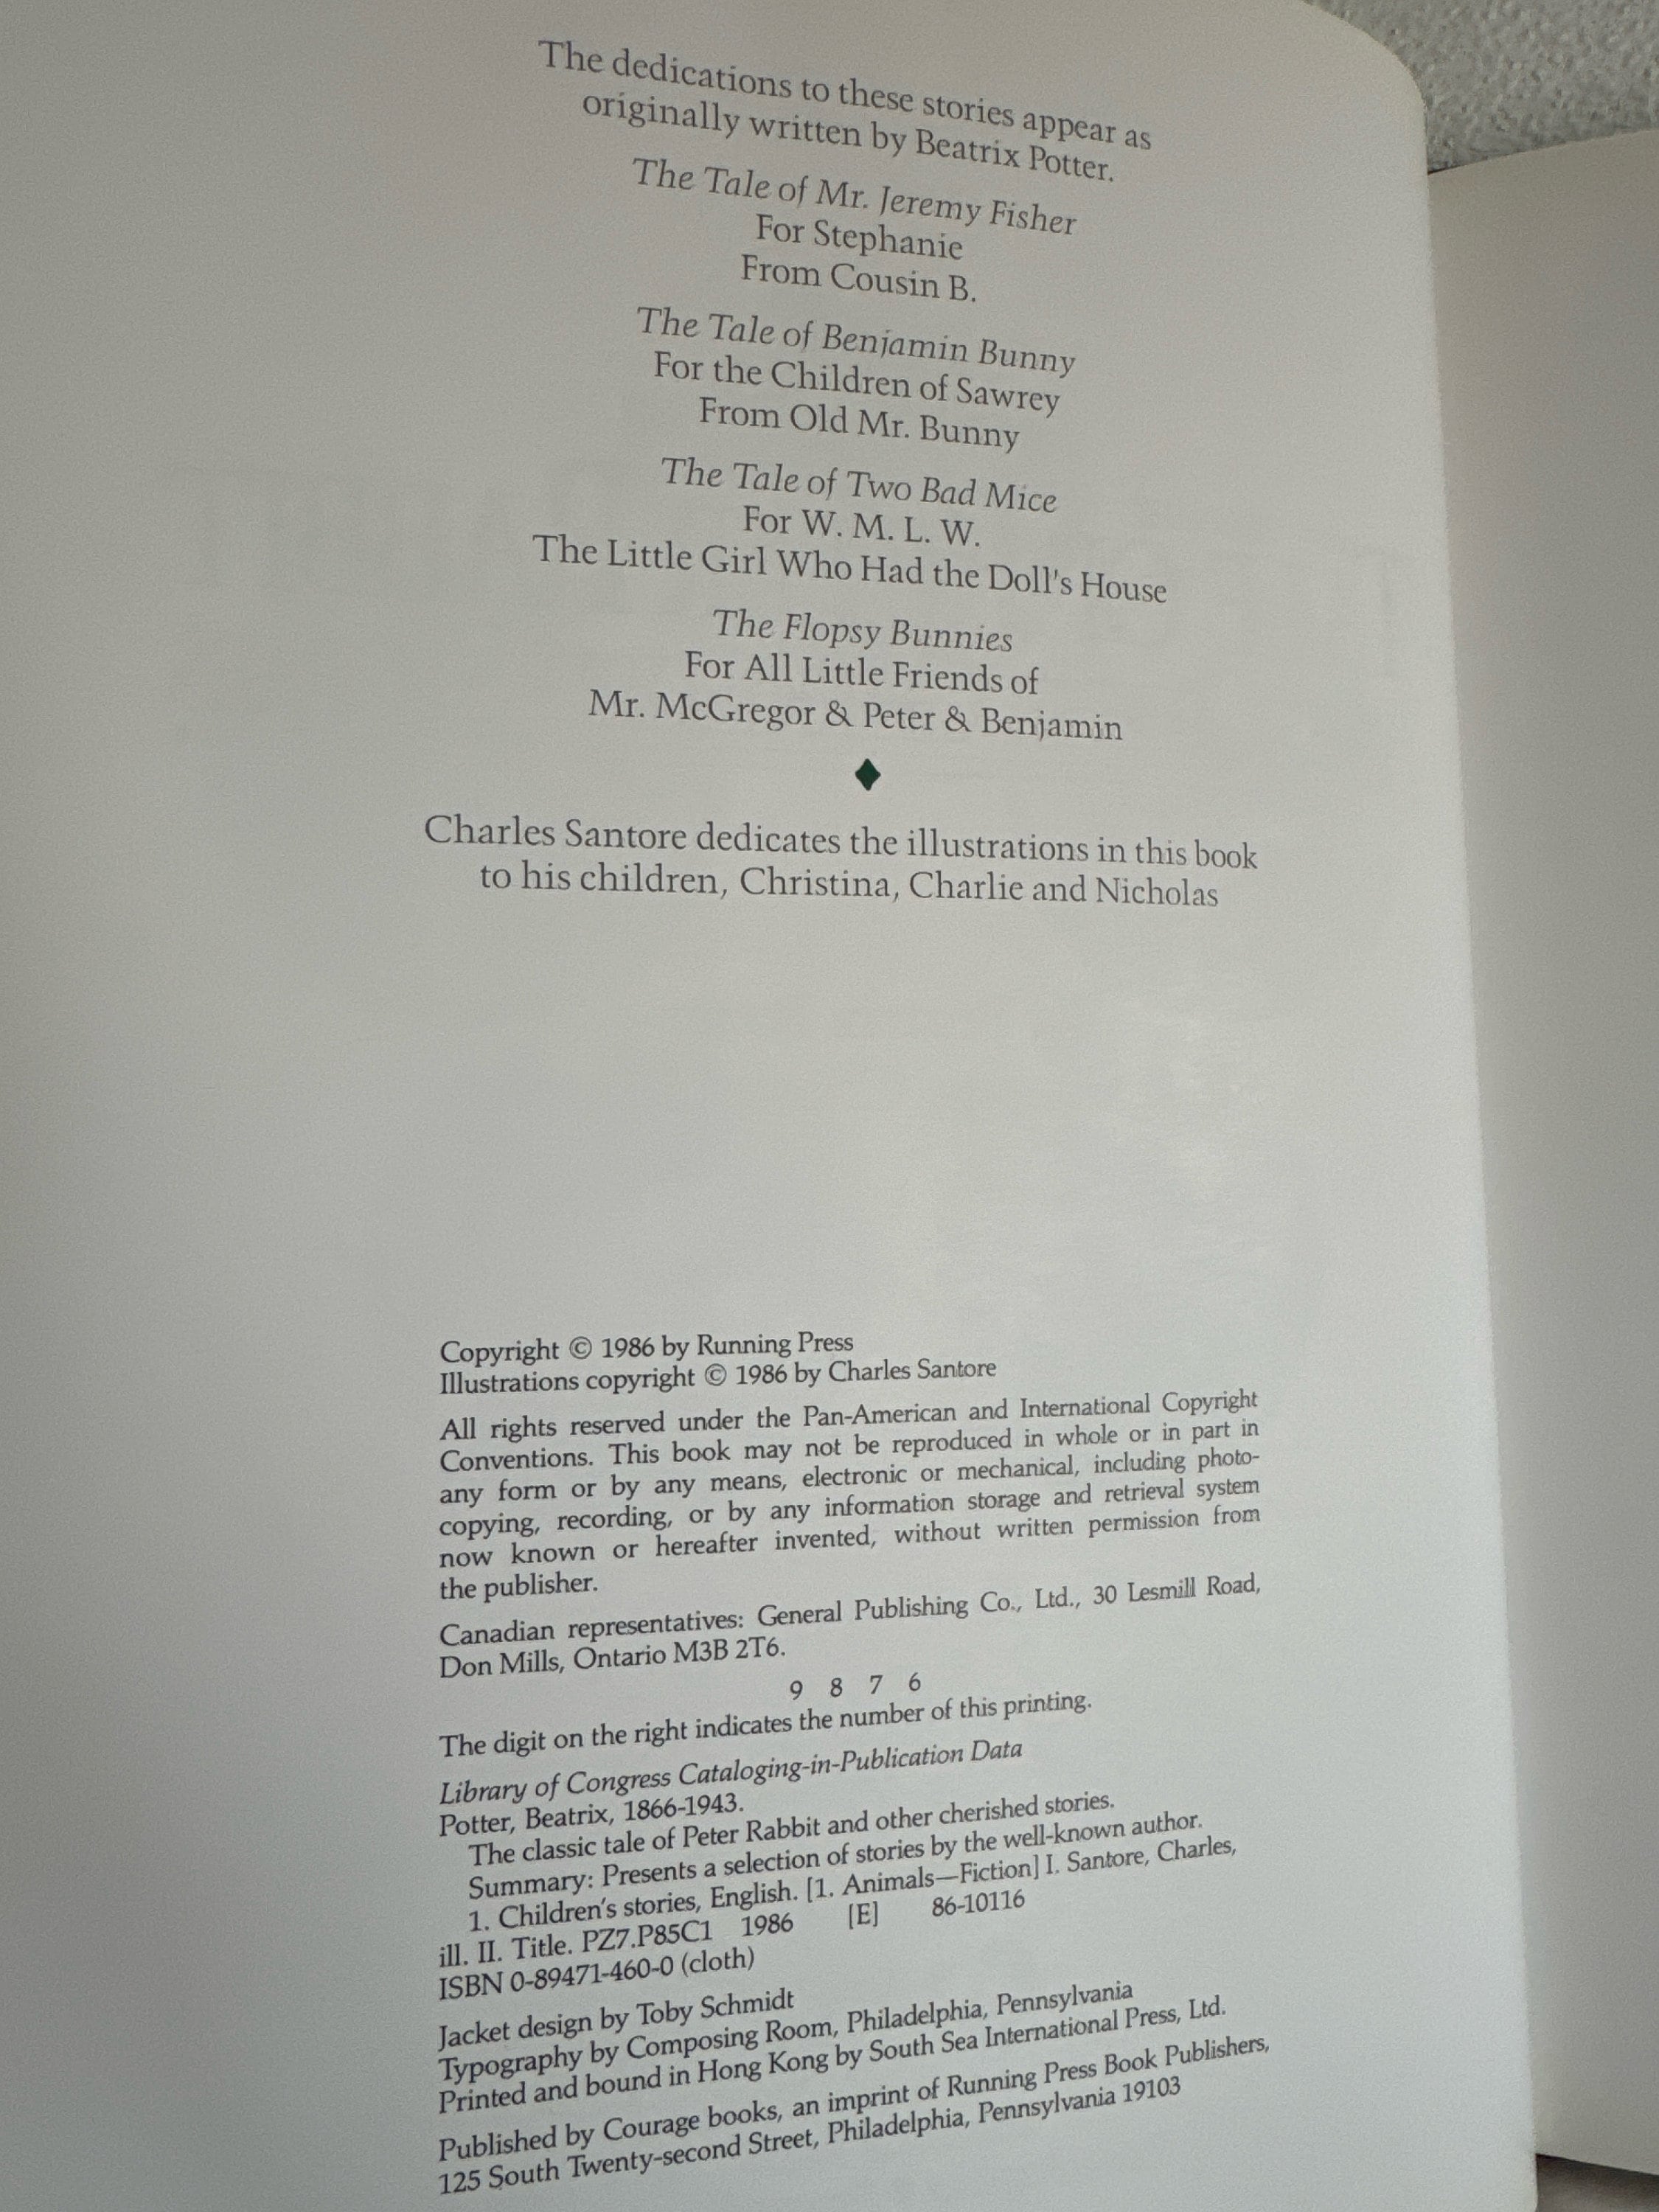 The dedications to these stories appear as
originally written by Beatrix Potter.
The Tale of Mr. Jeremy Fisher
For Stephanie
From Cousin B.
The Tale of Benjamin Bunny
For the Children of Sawrey
From Old Mr. Bunny
The Tale of Two Bad Mice
For W. M. L. W.
The Little Girl Who Had the Doll's House
The Flopsy Bunnies
For All Little Friends of
Mr. McGregor & Peter & Benjamin
Charles Santore dedicates the illustrations in this book
to his children, Christina, Charlie and Nicholas
Copyright © 1986 by Running Press
Illustrations copyright © 1986 by Charles Santore
All rights reserved under the Pan-American and International Copyright
Conventions. This book may not be reproduced in whole or in part in
any form or by any means, electronic or mechanical, including photo-
copying, recording, or by any information storage and retrieval system
now known or hereafter invented, without written permission from
the publisher.
Canadian representatives: General Publishing Co., Ltd., 30 Lesmill Road,
Don Mills, Ontario M3B 2T6.
9 8 7 6
The digit on the right indicates the number of this printing.
Library of Congress Cataloging-in-Publication Data
Potter, Beatrix, 1866-1943.
The classic tale of Peter Rabbit and other cherished stories.
Summary: Presents a selection of stories by the well-known author.
1. Children's stories, English. [1. Animals—Fiction] I. Santore, Charles,
ill. II. Title. PZ7.P85C1 1986 [E] 86-10116
ISBN 0-89471-460-0 (cloth)
Jacket design by Toby Schmidt
Typography by Composing Room, Philadelphia, Pennsylvania
Printed and bound in Hong Kong by South Sea International Press, Ltd.
Published by Courage books, an imprint of Running Press Book Publishers,
125 South Twenty-second Street, Philadelphia, Pennsylvania 19103